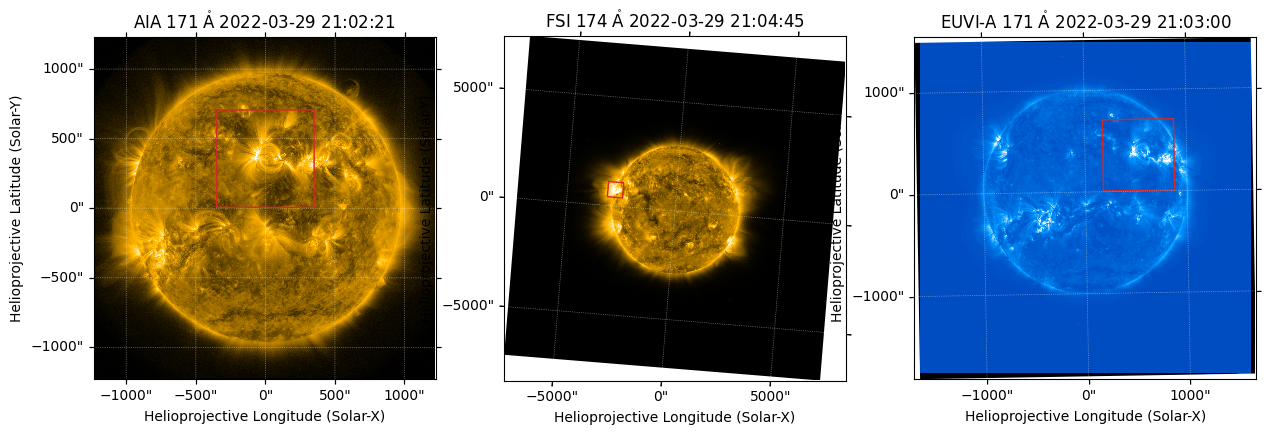 AIA 171 Å 2022-03-29 21:02:21
1000"
500"
0"
−500"
−1000"
Helioprojective Latitude (Solar-Y)
−1000"
−500"
0"
500"
1000"
Helioprojective Longitude (Solar-X)
FSI 174 Å 2022-03-29 21:04:45
5000"
0"
−5000"
Helioprojective Latitude (Solar-Y)
−5000"
0"
5000"
Helioprojective Longitude (Solar-X)
EUVI-A 171 Å 2022-03-29 21:03:00
1000"
0"
−1000"
Helioprojective Latitude (Solar-Y)
−1000"
0"
1000"
Helioprojective Longitude (Solar-X)